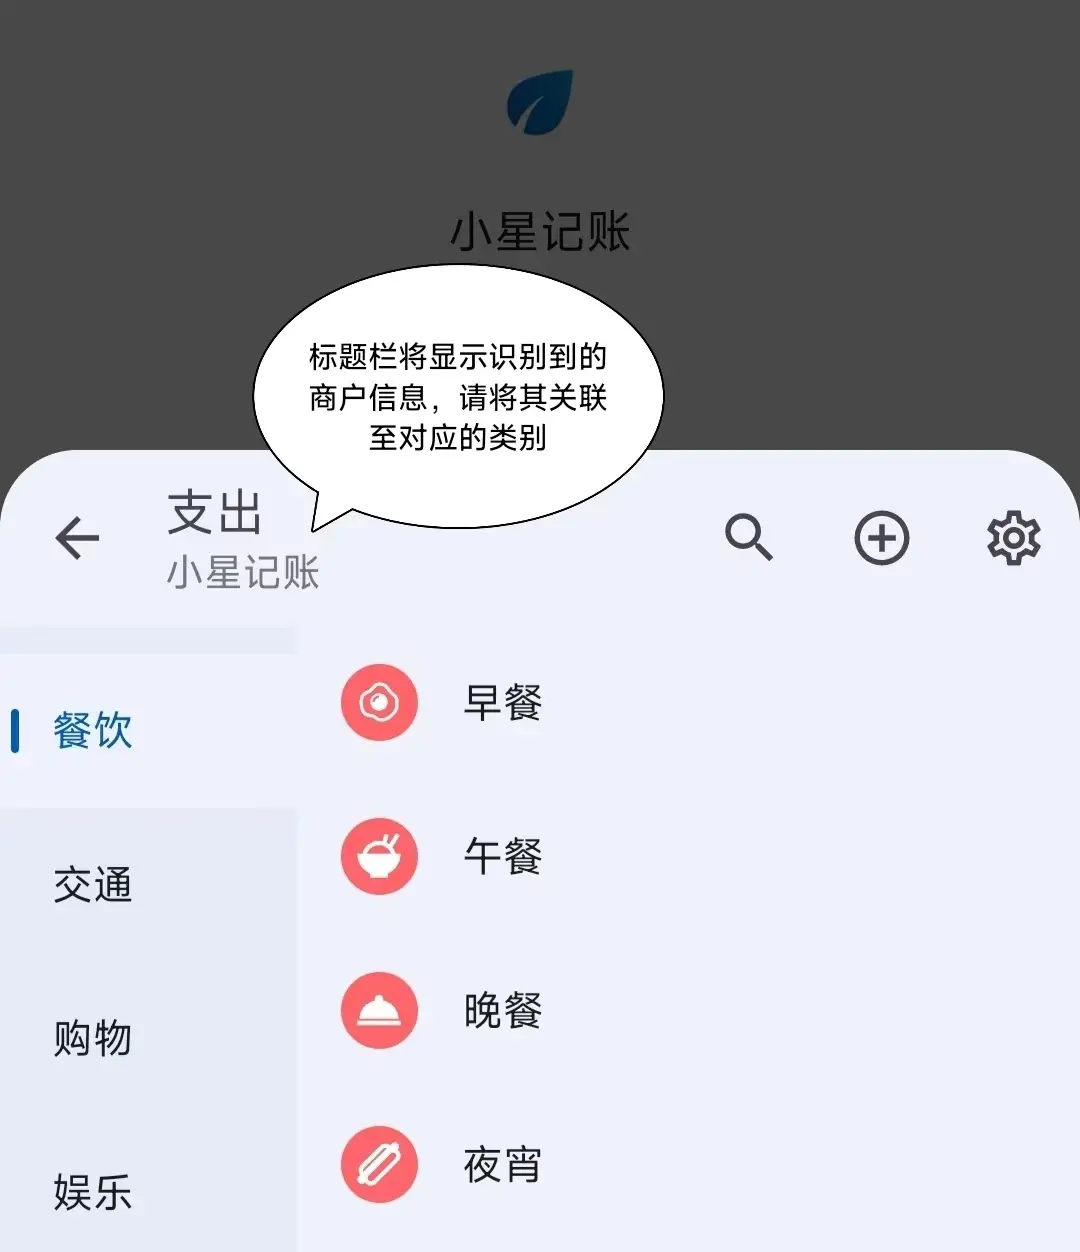 小星记账
标题栏将显示识别到的
商户信息，请将其关联
至对应的类别
支出
小星记账
餐饮
早餐
交通
午餐
购物
晚餐
娱乐
夜宵